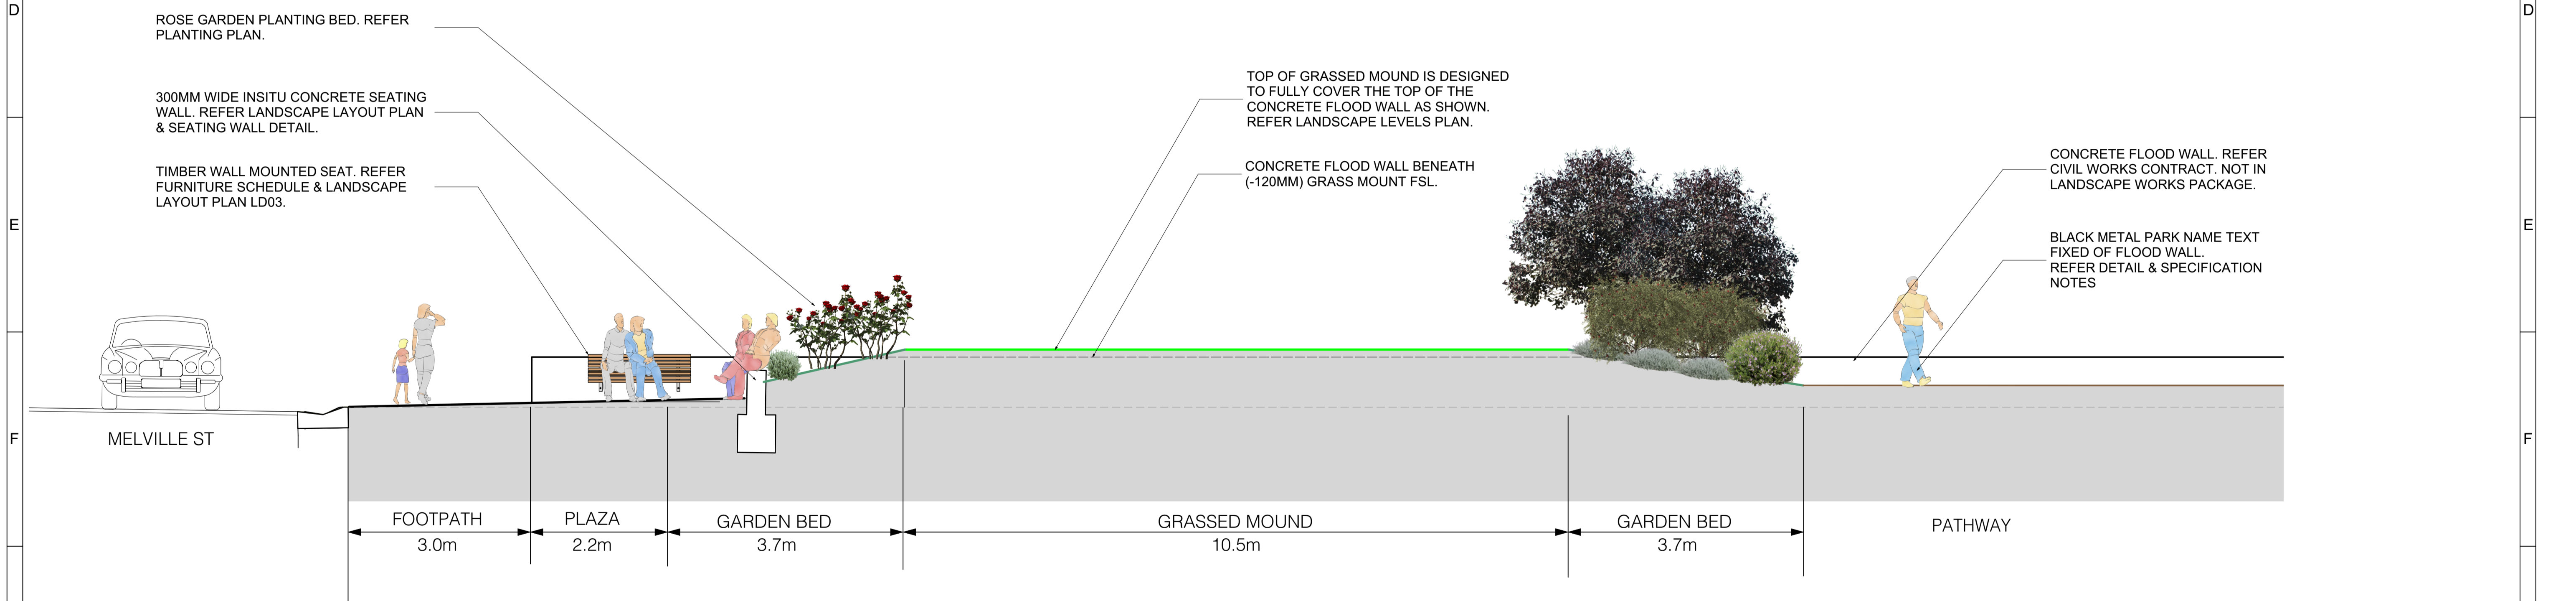 D
D
ROSE GARDEN PLANTING BED. REFER
PLANTING PLAN.
300MM WIDE INSITU CONCRETE SEATING
WALL. REFER LANDSCAPE LAYOUT PLAN
& SEATING WALL DETAIL.
TIMBER WALL MOUNTED SEAT. REFER
FURNITURE SCHEDULE & LANDSCAPE
LAYOUT PLAN LD03.
TOP OF GRASSED MOUND IS DESIGNED
TO FULLY COVER THE TOP OF THE
CONCRETE FLOOD WALL AS SHOWN.
REFER LANDSCAPE LEVELS PLAN.
CONCRETE FLOOD WALL BENEATH
(-120MM) GRASS MOUNT FSL.
CONCRETE FLOOD WALL. REFER
CIVIL WORKS CONTRACT. NOT IN
LANDSCAPE WORKS PACKAGE.
BLACK METAL PARK NAME TEXT
FIXED OF FLOOD WALL.
REFER DETAIL & SPECIFICATION
NOTES
E
E
MELVILLE ST
F
F
FOOTPATH
3.0m
PLAZA
2.2m
GARDEN BED
3.7m
GRASSED MOUND
10.5m
GARDEN BED
3.7m
PATHWAY